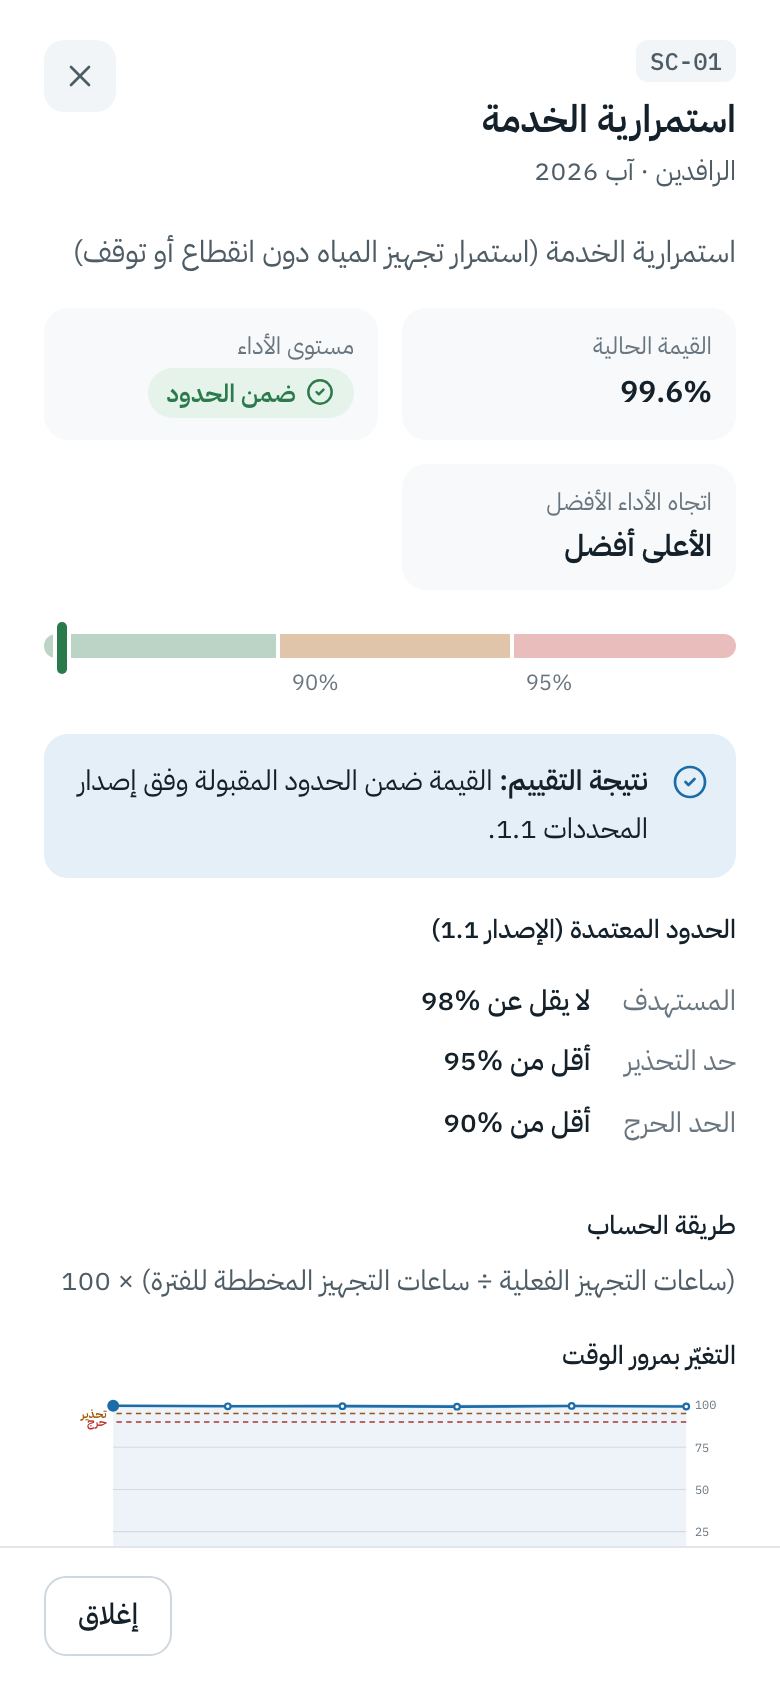 SC-01
استمرارية الخدمة
الرافدين · آب 2026
استمرارية الخدمة (استمرار تجهيز المياه دون انقطاع أو توقف)
القيمة الحالية
99.6%
مستوى الأداء
ضمن الحدود
اتجاه الأداء الأفضل
الأعلى أفضل
95%
90%
نتيجة التقييم: القيمة ضمن الحدود المقبولة وفق إصدار
المحددات 1.1.
الحدود المعتمدة (الإصدار 1.1)
المستهدف لا يقل عن 98%
حد التحذير أقل من 95%
الحد الحرج أقل من 90%
طريقة الحساب
(ساعات التجهيز الفعلية ÷ ساعات التجهيز المخططة للفترة) × 100
التغيّر بمرور الوقت
100
تحذير
حرج
75
50
25
إغلاق